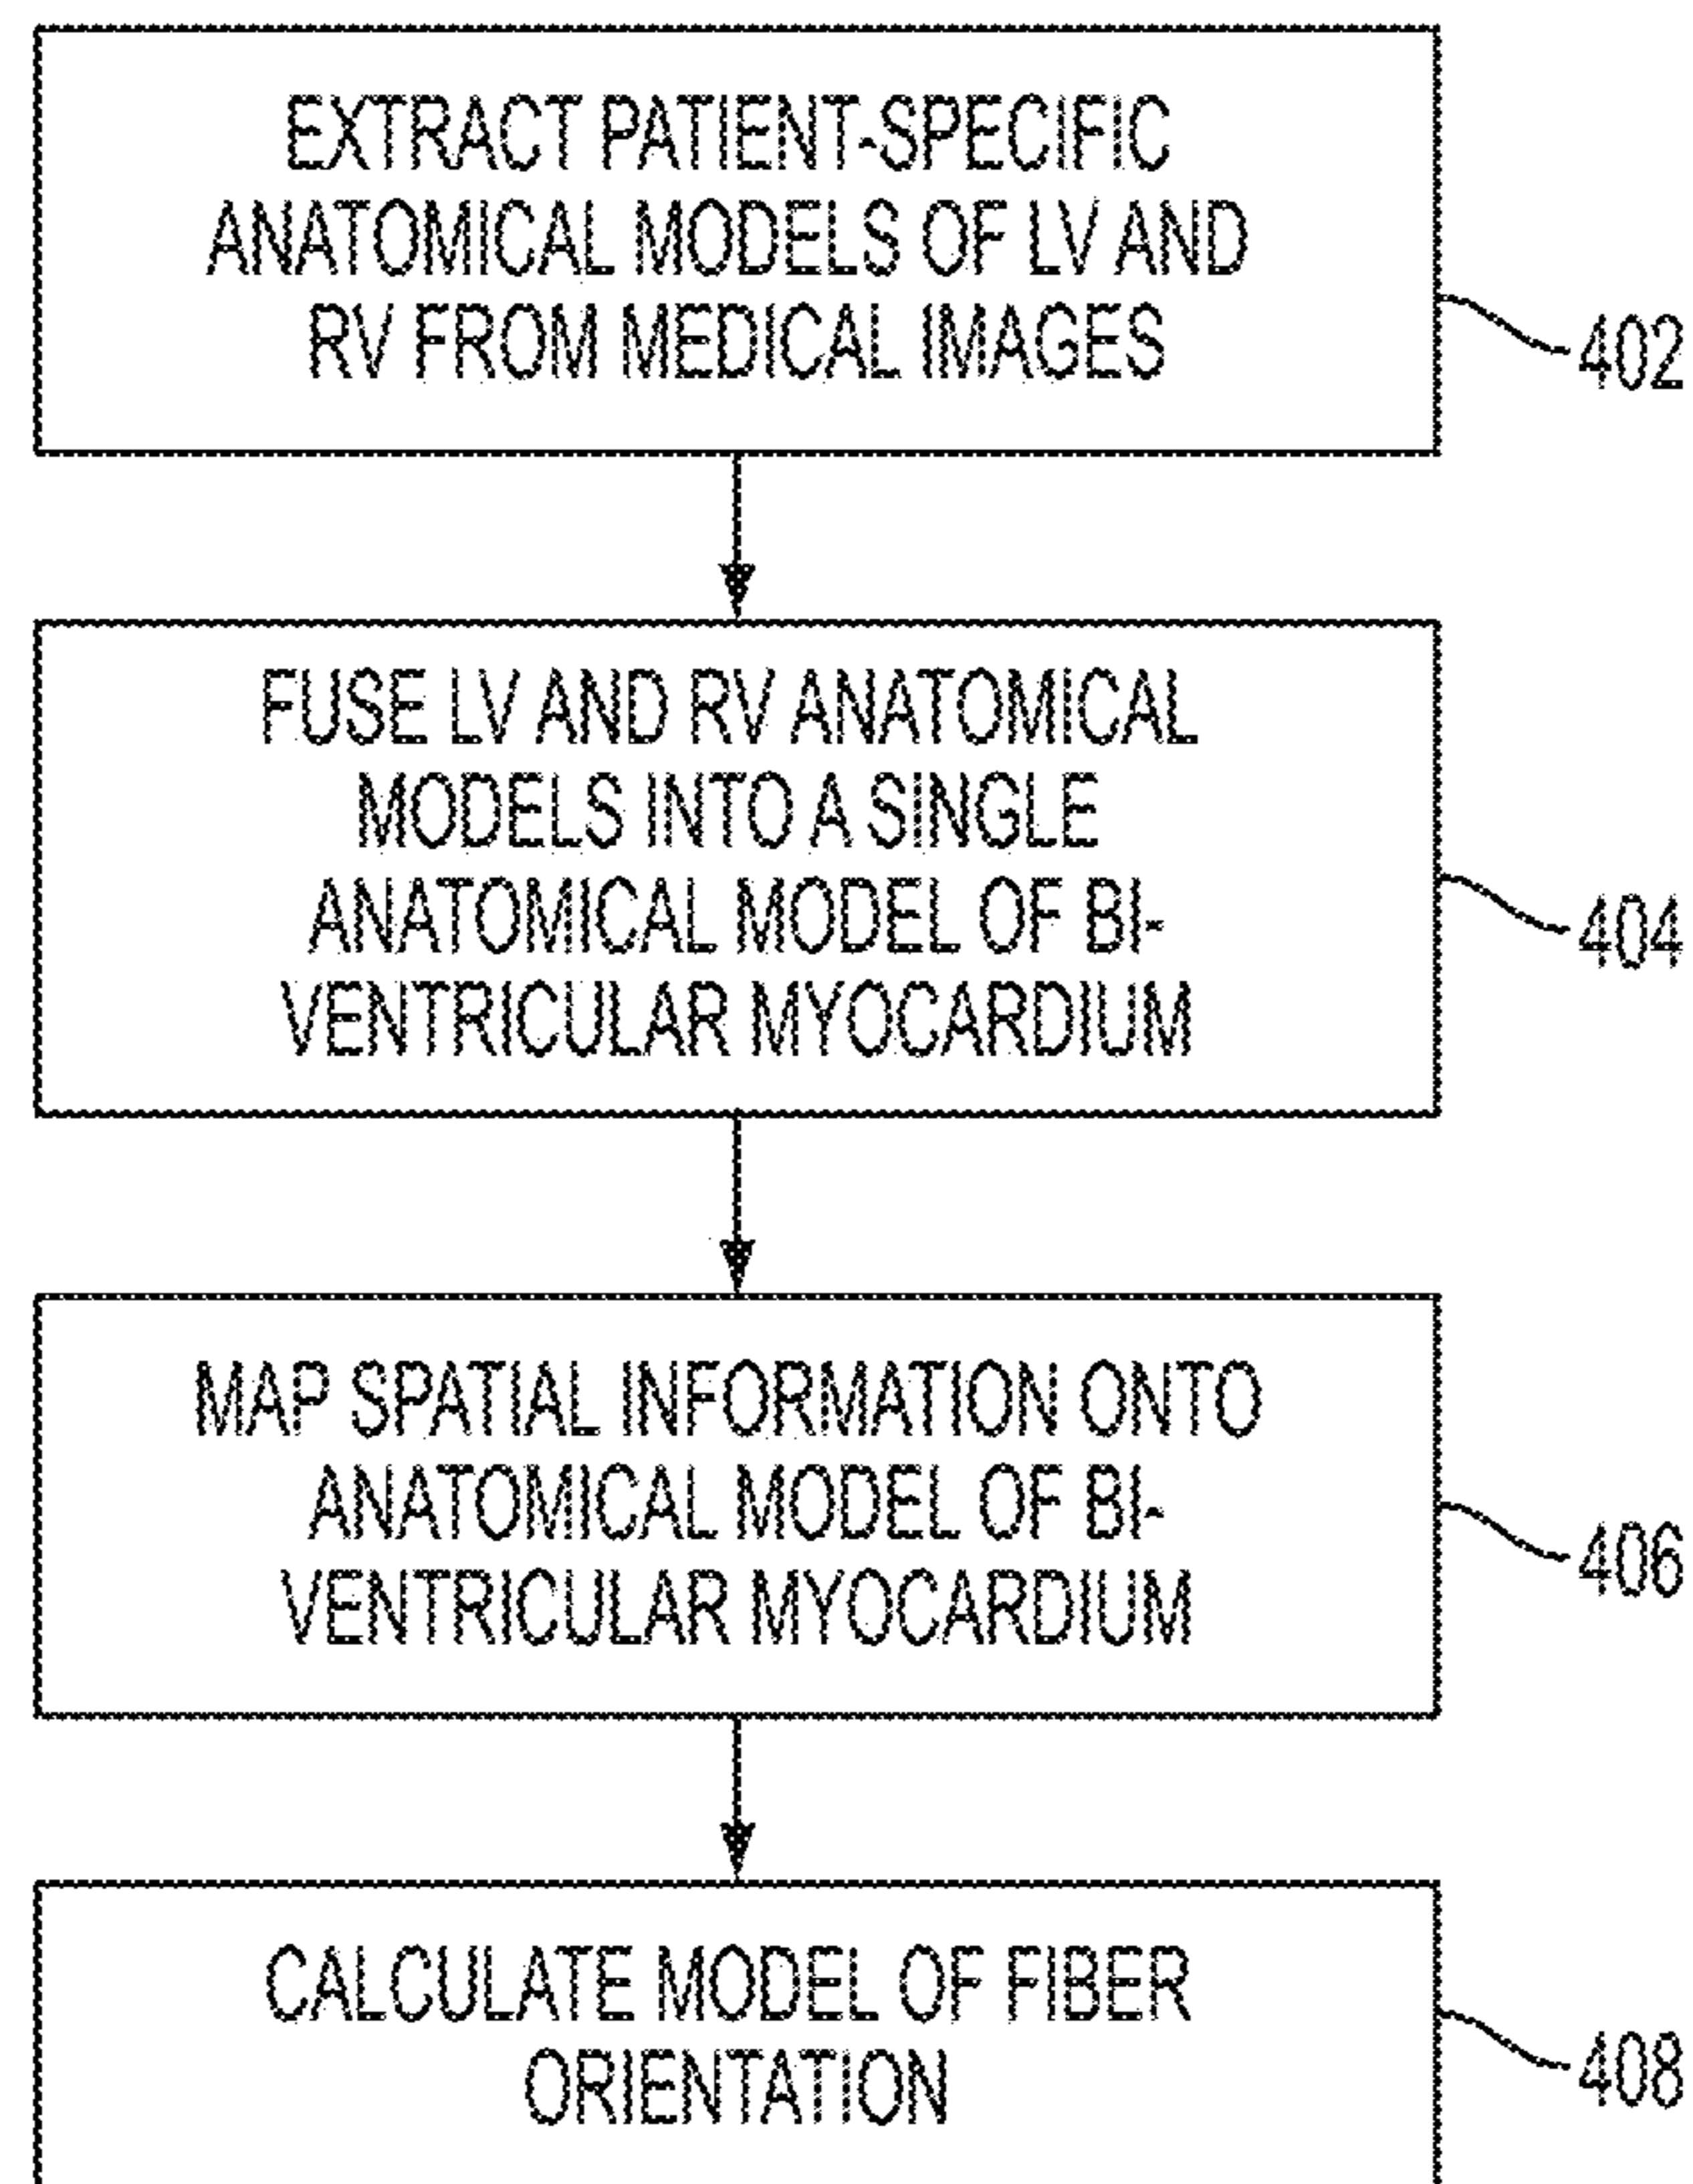 EXTRACT PATIENT-SPECIFIC
ANATOMICAL MODELS OF LV AND
RV FROM MEDICAL IMAGES
402
FUSE LV AND RV ANATOMICAL
MODELS INTO A SINGLE
ANATOMICAL MODEL OF BI-
VENTRICULAR MYOCARDIUM
404
MAP SPATIAL INFORMATION ONTO
ANATOMICAL MODEL OF BI-
VENTRICULAR MYOCARDIUM
406
CALCULATE MODEL OF FIBER
ORIENTATION
408